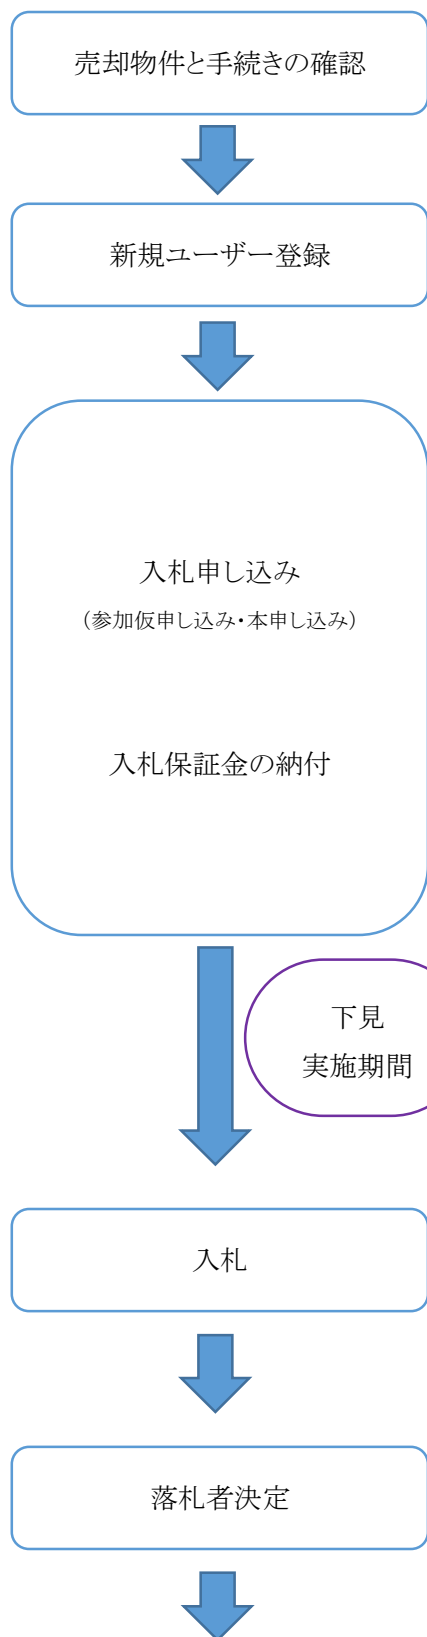 売却物件と手続きの確認
新規ユーザー登録
入札申し込み
(参加仮申し込み・本申し込み)
入札保証金の納付
下見
実施期間
入札
落札者決定